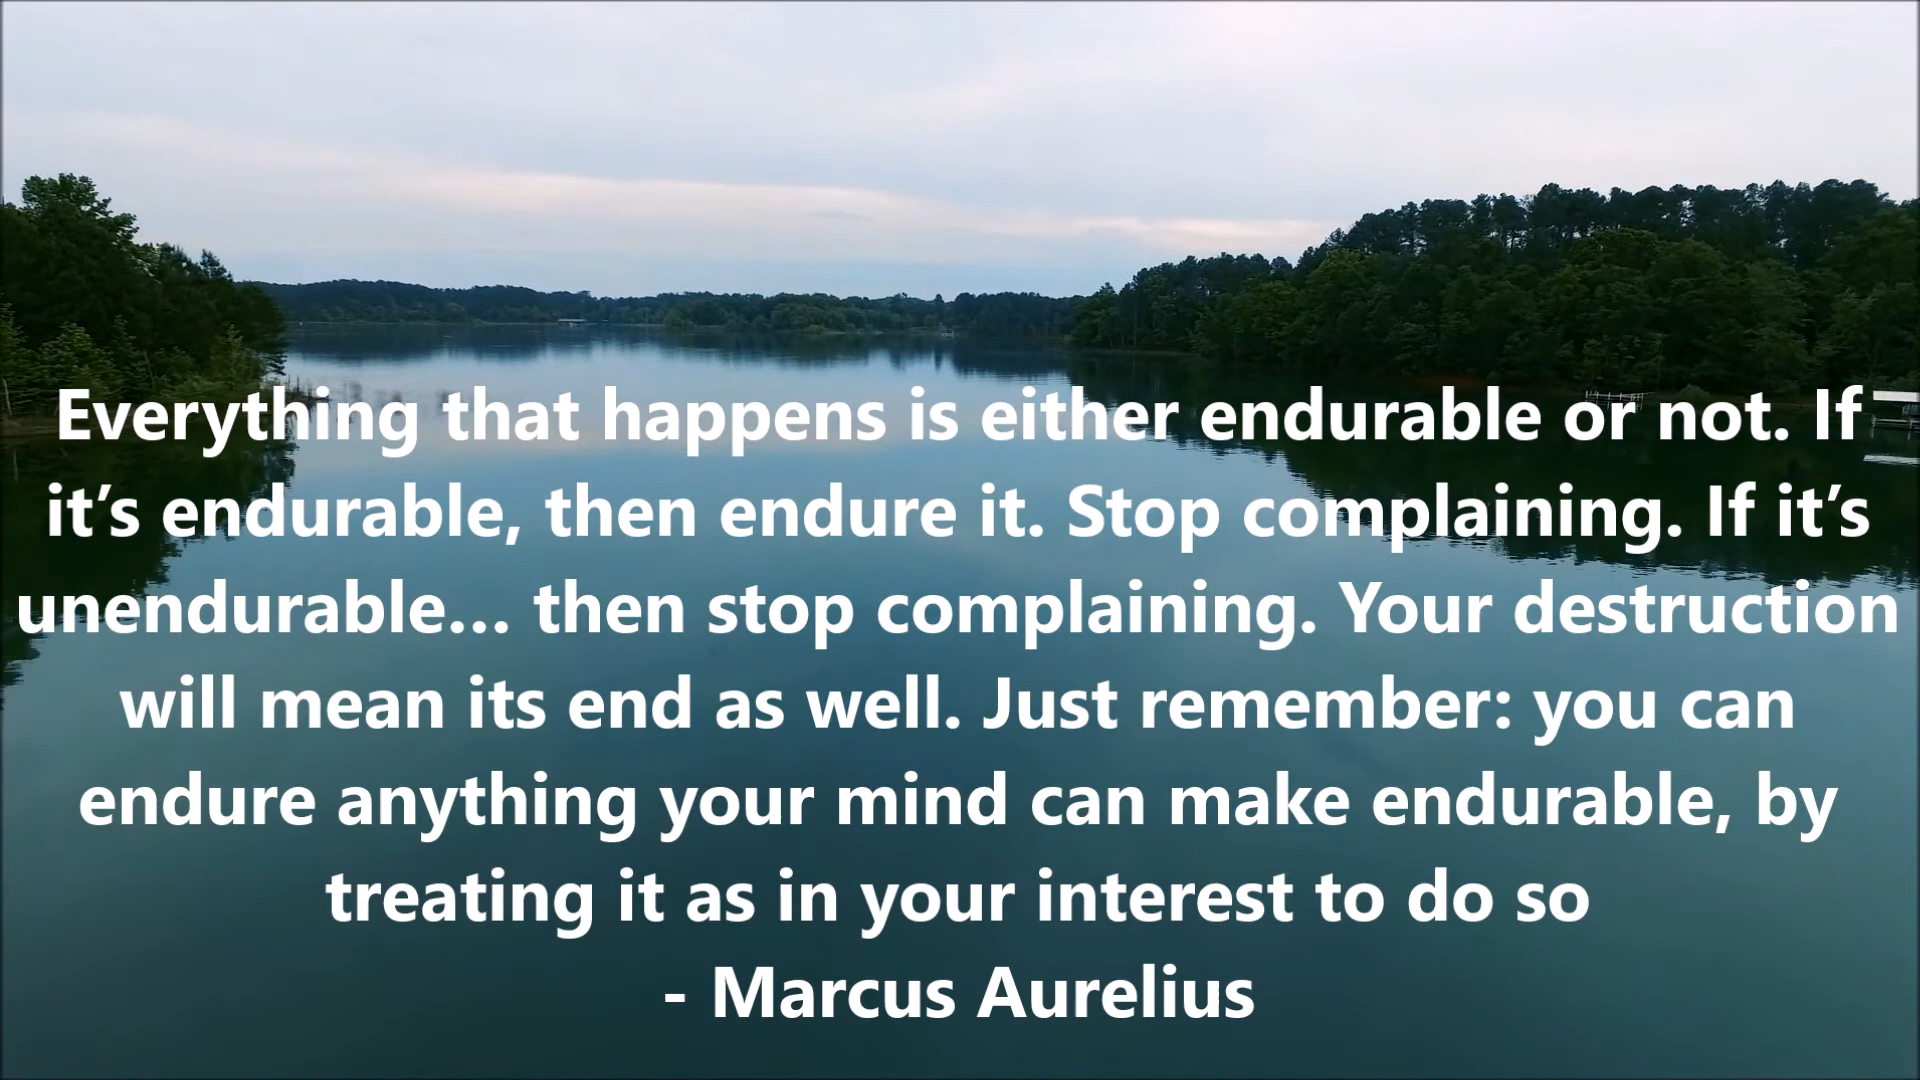 Everything that happens is either endurable or not. If
it’s endurable, then endure it. Stop complaining. If it’s
unendurable… then stop complaining. Your destruction
will mean its end as well. Just remember: you can
endure anything your mind can make endurable, by
treating it as in your interest to do so
- Marcus Aurelius